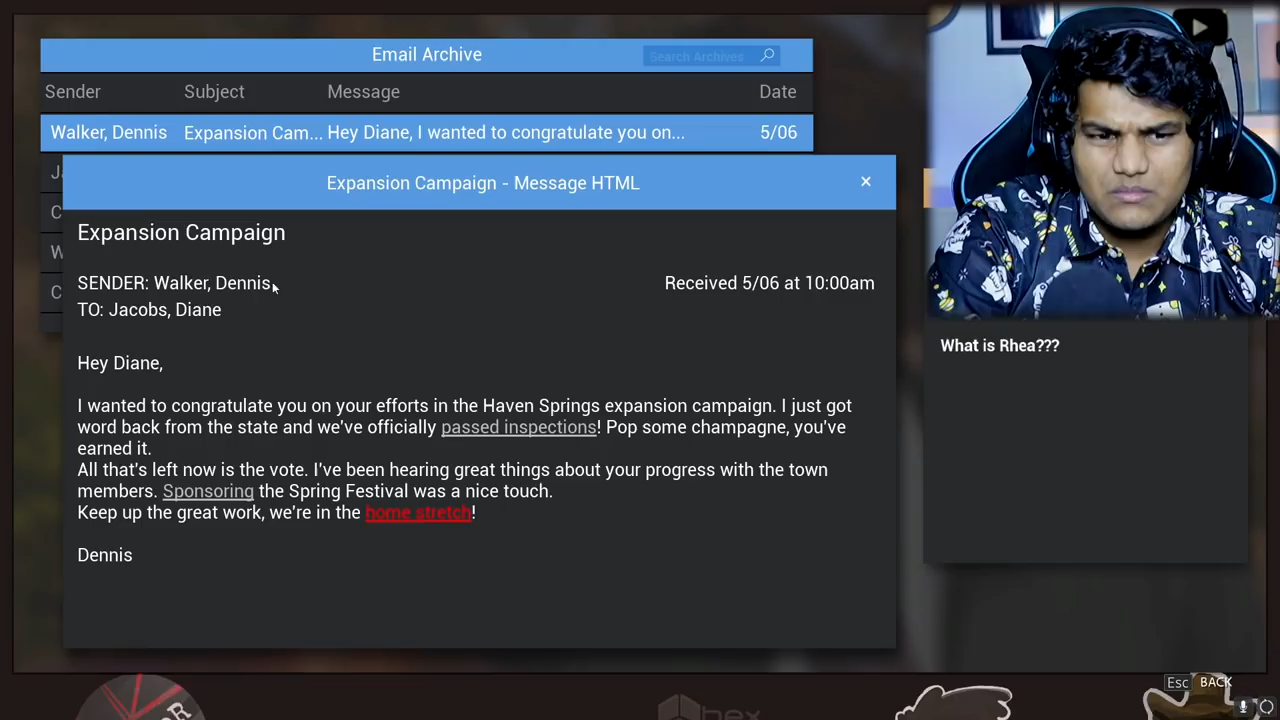 Email Archive
Search Archives
Sender Subject Message Date
Walker, Dennis Expansion Cam... Hey Diane, I wanted to congratulate you on... 5/06
Expansion Campaign - Message HTML ×
Expansion Campaign
SENDER: Walker, Dennis Received 5/06 at 10:00am
TO: Jacobs, Diane
Hey Diane,
I wanted to congratulate you on your efforts in the Haven Springs expansion campaign. I just got
word back from the state and we've officially passed inspections! Pop some champagne, you've
earned it.
All that's left now is the vote. I've been hearing great things about your progress with the town
members. Sponsoring the Spring Festival was a nice touch.
Keep up the great work, we're in the home stretch!
Dennis
What is Rhea???
Esc BACK
hex